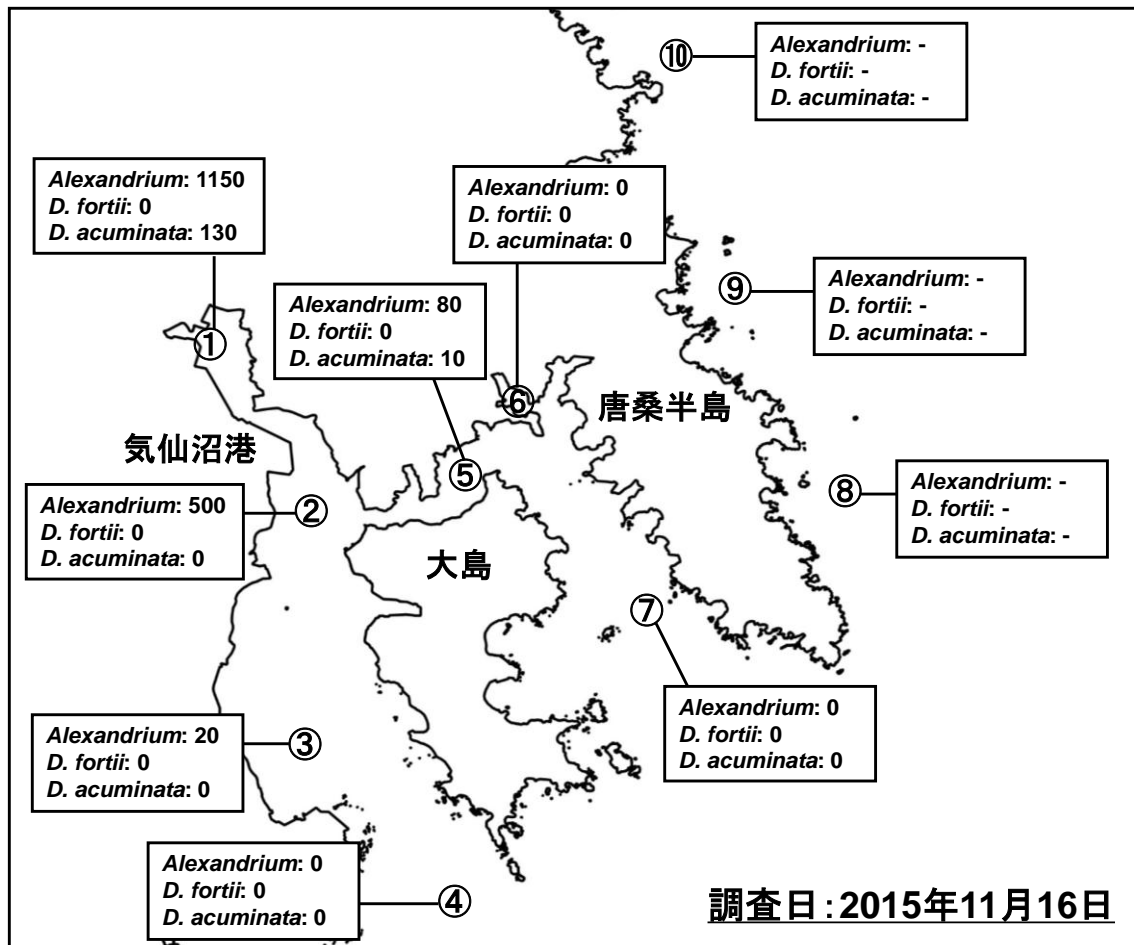 ⑩
Alexandrium: -
D. fortii: -
D. acuminata: -
Alexandrium: 1150
D. fortii: 0
D. acuminata: 130
①
Alexandrium: 0
D. fortii: 0
D. acuminata: 0
⑥
⑨
Alexandrium: -
D. fortii: -
D. acuminata: -
Alexandrium: 80
D. fortii: 0
D. acuminata: 10
⑤
唐桑半島
気仙沼港
Alexandrium: 500
D. fortii: 0
D. acuminata: 0
②
⑧
Alexandrium: -
D. fortii: -
D. acuminata: -
大島
⑦
Alexandrium: 0
D. fortii: 0
D. acuminata: 0
Alexandrium: 20
D. fortii: 0
D. acuminata: 0
③
Alexandrium: 0
D. fortii: 0
D. acuminata: 0
④
調査日:2015年11月16日